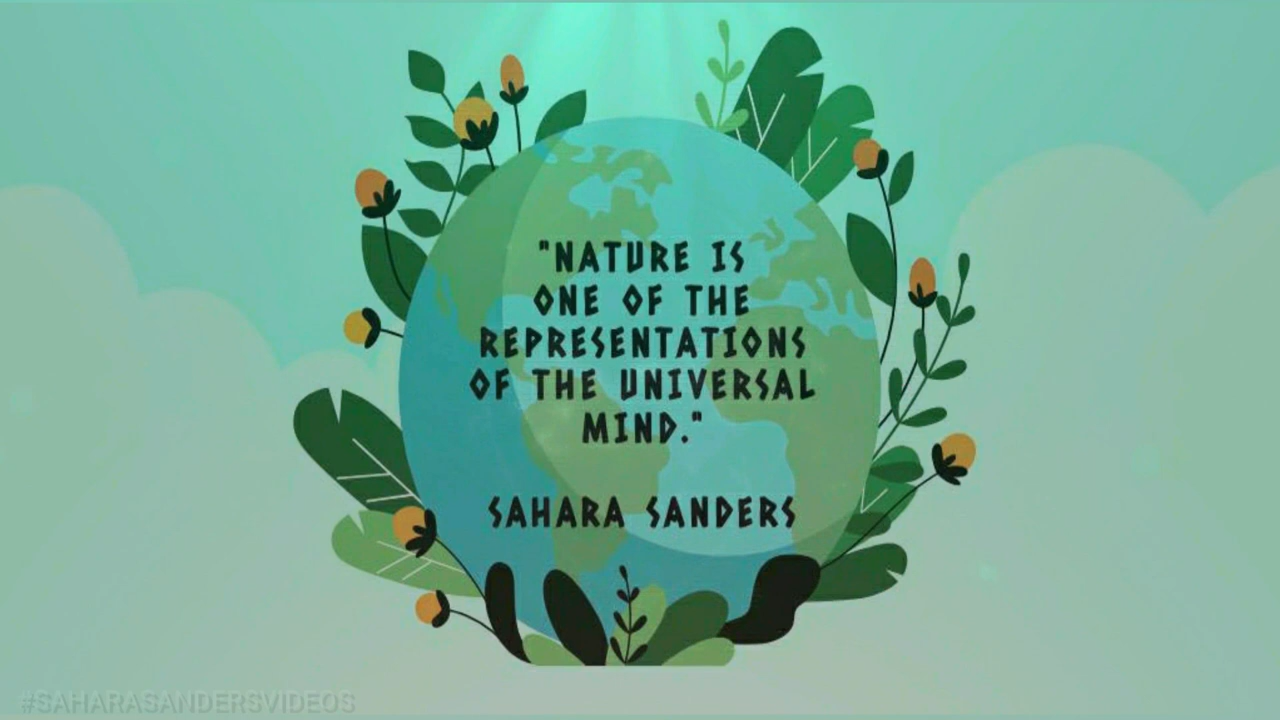 "NATURE IS
ONE OF THE
REPRESENTATIONS
OF THE UNIVERSAL
MIND."
SAHARA SANDERS
#SAHARASANDERSVIDEOS